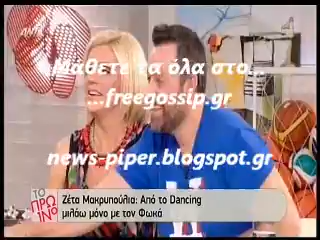 ΑΝΤ1
Μάθετε τα όλα στο...
...freegossip.gr
news-piper.blogspot.gr
ΤΟ ΠΡΩΙΝΟ
Ζέτα Μακρυπούλια: Από το Dancing
μιλάω μόνο με τον Φωκά